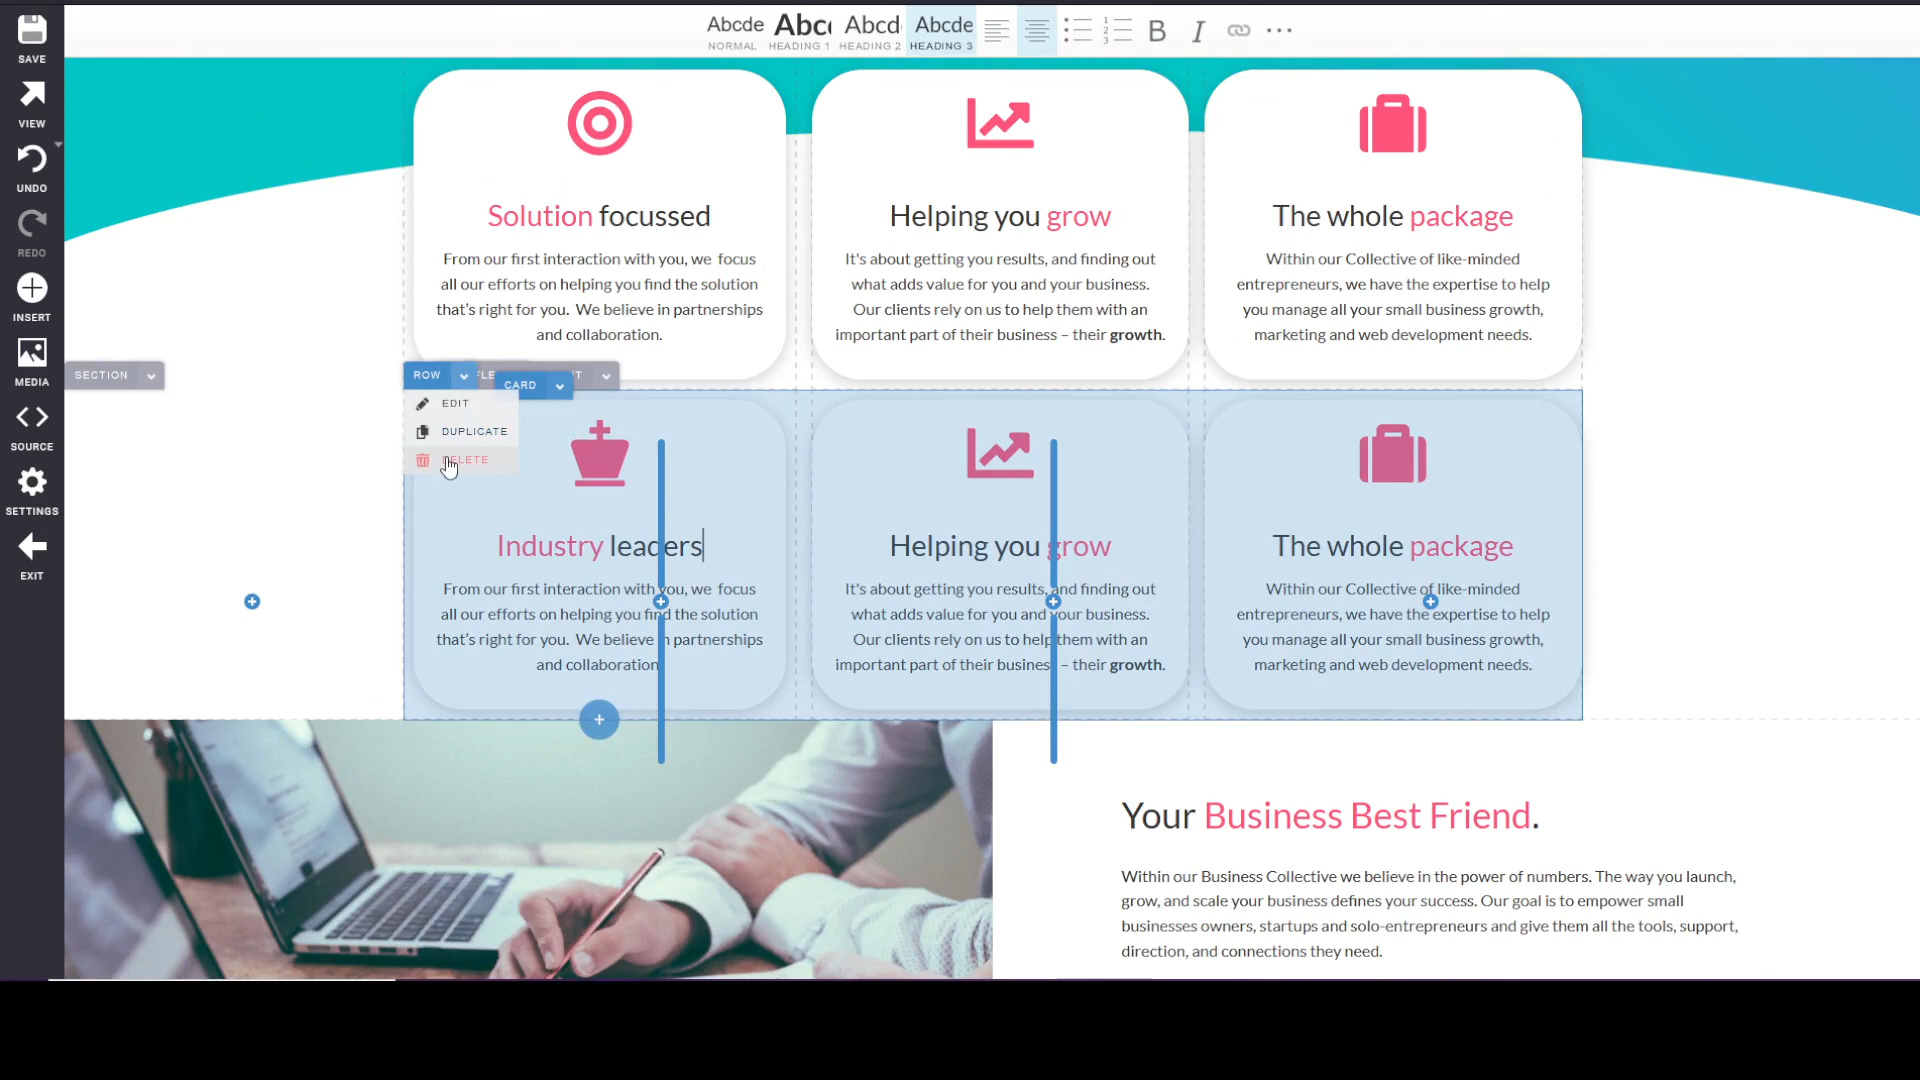 SAVE
VIEW
UNDO
REDO
INSERT
MEDIA
SOURCE
SETTINGS
EXIT
Abcde
NORMAL
Abc
HEADING 1
Abcd
HEADING 2
Abcde
HEADING 3
B
I
Solution focussed
From our first interaction with you, we focus
all our efforts on helping you find the solution
that's right for you. We believe in partnerships
and collaboration.
Helping you grow
It's about getting you results, and finding out
what adds value for you and your business.
Our clients rely on us to help them with an
important part of their business – their growth.
The whole package
Within our Collective of like-minded
entrepreneurs, we have the expertise to help
you manage all your small business growth,
marketing and web development needs.
SECTION
ROW
CARD
EDIT
DUPLICATE
DELETE
Industry leaders
From our first interaction with you, we focus
all our efforts on helping you find the solution
that's right for you. We believe in partnerships
and collaboration
Helping you grow
It's about getting you results, and finding out
what adds value for you and your business.
Our clients rely on us to help them with an
important part of their business – their growth.
The whole package
Within our Collective of like-minded
entrepreneurs, we have the expertise to help
you manage all your small business growth,
marketing and web development needs.
Your Business Best Friend.
Within our Business Collective we believe in the power of numbers. The way you launch,
grow, and scale your business defines your success. Our goal is to empower small
businesses owners, startups and solo-entrepreneurs and give them all the tools, support,
direction, and connections they need.